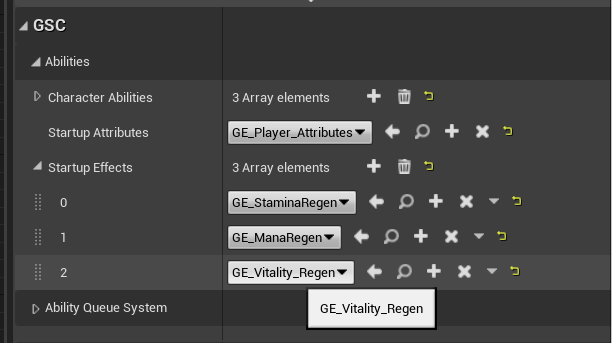 GSC
Abilities
Character Abilities 3 Array elements
Startup Attributes GE_Player_Attributes
Startup Effects 3 Array elements
0 GE_StaminaRegen
1 GE_ManaRegen
2 GE_Vitality_Regen
Ability Queue System
GE_Vitality_Regen